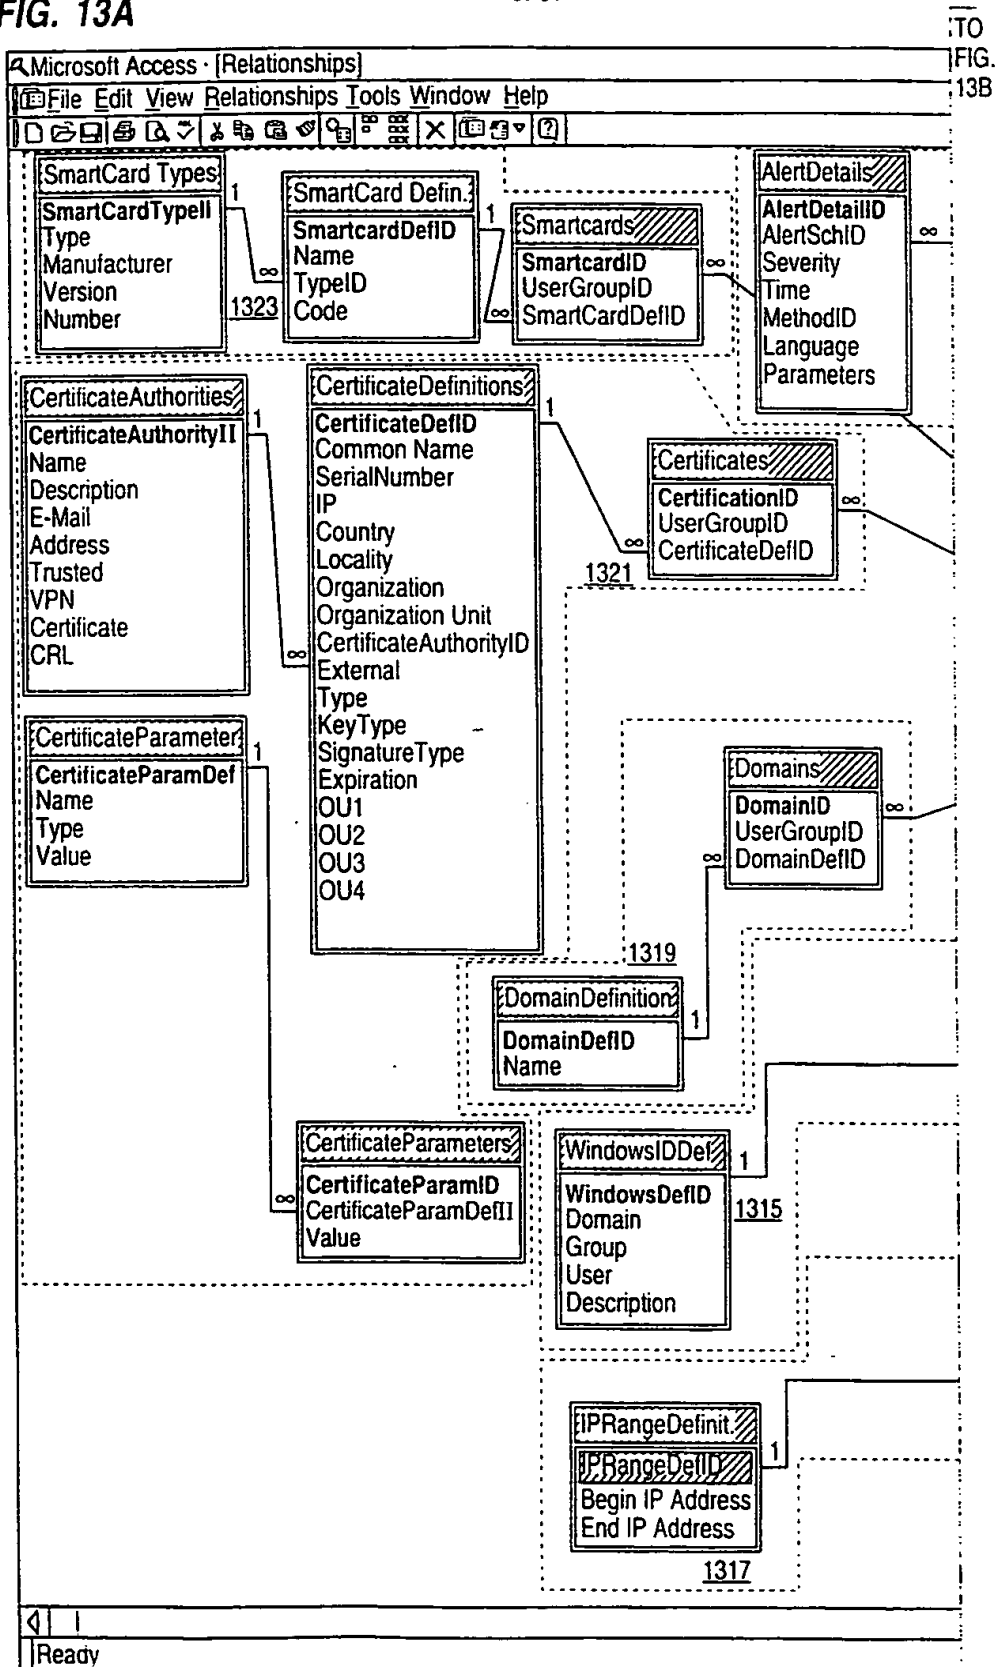 FIG. 13A
TO
FIG.
13B
Microsoft Access · [Relationships]
File Edit View Relationships Tools Window Help
SmartCard Types
SmartCardTypeII
Type
Manufacturer
Version
Number
1
∞
1323
SmartCard Defin.
SmartcardDefID
Name
TypeID
Code
1
∞
Smartcards
SmartcardID
UserGroupID
SmartCardDefID
∞
AlertDetails
AlertDetailID
AlertSchID
Severity
Time
MethodID
Language
Parameters
∞
CertificateAuthorities
CertificateAuthorityII
Name
Description
E-Mail
Address
Trusted
VPN
Certificate
CRL
1
∞
CertificateDefinitions
CertificateDefID
Common Name
SerialNumber
IP
Country
Locality
Organization
Organization Unit
CertificateAuthorityID
External
Type
KeyType
SignatureType
Expiration
OU1
OU2
OU3
OU4
1
∞
1321
Certificates
CertificationID
UserGroupID
CertificateDefID
∞
CertificateParameter
CertificateParamDef
Name
Type
Value
1
∞
Domains
DomainID
UserGroupID
DomainDefID
∞
∞
1319
DomainDefinition
DomainDefID
Name
1
CertificateParameters
CertificateParamID
CertificateParamDefII
Value
WindowsIDDef
WindowsDefID
Domain
Group
User
Description
1
1315
IPRangeDefinit.
IPRangeDefID
Begin IP Address
End IP Address
1
1317
Ready